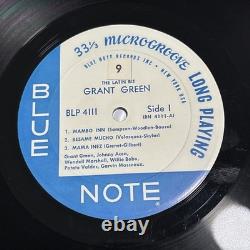 33⅓ MICROGROOVE LONG PLAYING
BLUE NOTE RECORDS INC • NEW YORK USA
9
THE LATIN BIT
GRANT GREEN
BLP 4111 Side 1
(BN 4111-A)
1. MAMBO INN (Sampson-Woodlen-Bauza)
2. BESAME MUCHO (Velazquez-Skylar)
3. MAMA INEZ (Grenet-Gilbert)
Grant Green, Johnny Acea,
Wendell Marshall, Willie Bobo,
Potato Valdez, Garvin Masseaux
BLUE
NOTE